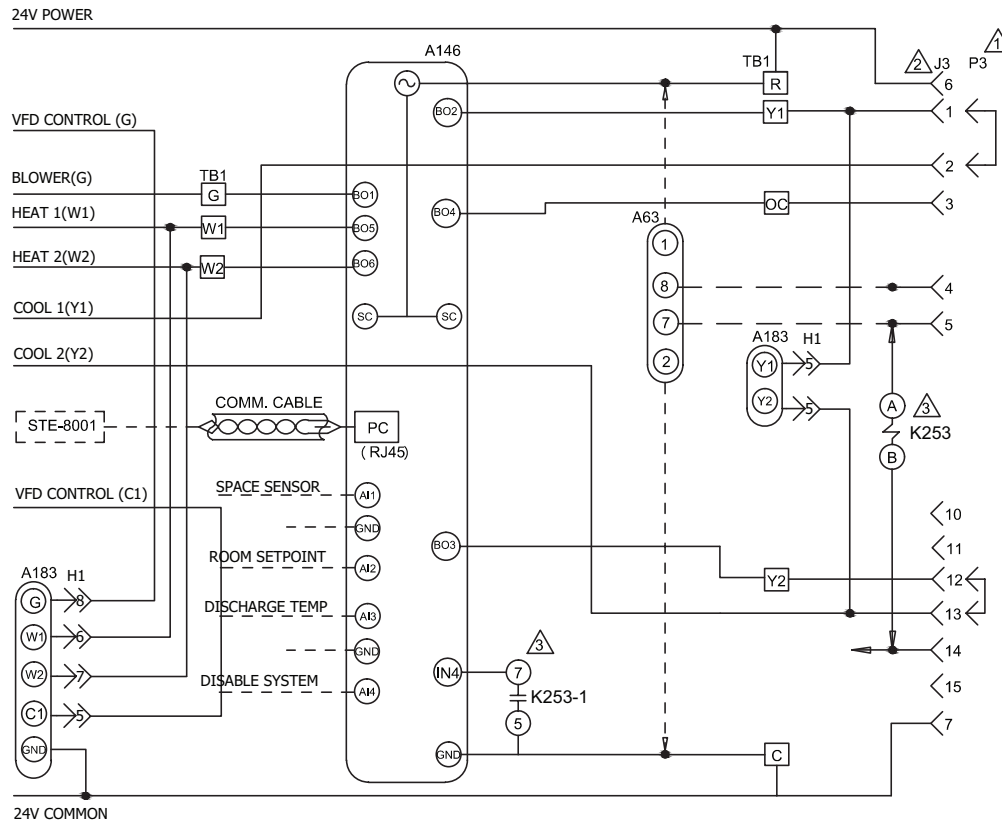 24V POWER
A146
1
2
J3
P3
TB1
R
6
BO2
Y1
1
VFD CONTROL (G)
2
BLOWER(G)
TB1
G
BO1
HEAT 1(W1)
W1
BO5
BO4
OC
3
A63
1
HEAT 2(W2)
W2
BO6
8
4
COOL 1(Y1)
SC
SC
7
5
A183
H1
COOL 2(Y2)
2
Y1
5
Y2
5
A
3
K253
B
COMM. CABLE
STE-8001
PC
( RJ45)
SPACE SENSOR
AI1
VFD CONTROL (C1)
GND
10
BO3
11
ROOM SETPOINT
AI2
Y2
12
A183
H1
G
8
DISCHARGE TEMP
AI3
13
W1
6
GND
3
14
W2
7
DISABLE SYSTEM
AI4
IN4
7
K253-1
15
C1
5
5
7
GND
GND
C
24V COMMON